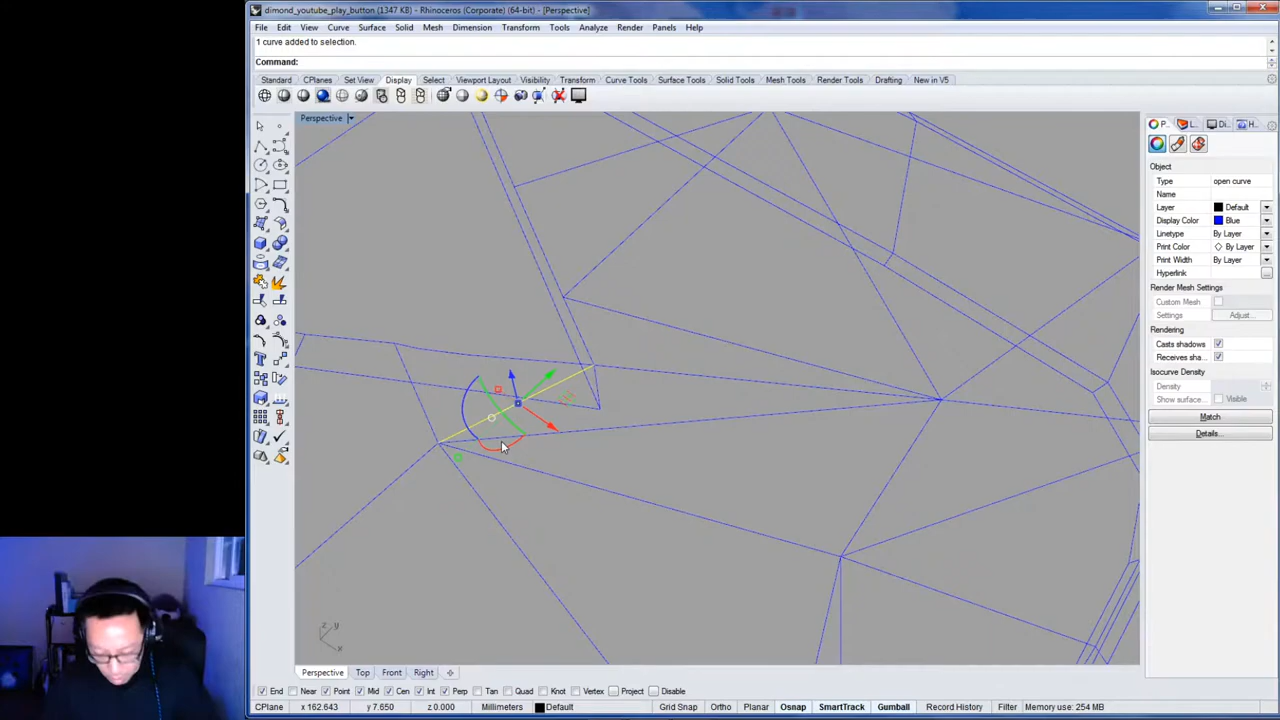 dimond_youtube_play_button (1347 KB) - Rhinoceros (Corporate) (64-bit) - [Perspective]
File Edit View Curve Surface Solid Mesh Dimension Transform Tools Analyze Render Panels Help
1 curve added to selection.
Command:
Standard CPlanes Set View Display Select Viewport Layout Visibility Transform Curve Tools Surface Tools Solid Tools Mesh Tools Render Tools Drafting New in V5
Perspective
P... L... Di... H...
Object
Type open curve
Name
Layer Default
Display Color Blue
Linetype By Layer
Print Color By Layer
Print Width By Layer
Hyperlink ...
Render Mesh Settings
Custom Mesh
Settings Adjust...
Rendering
Casts shadows
Receives sha...
Isocurve Density
Density
Show surface... Visible
Match
Details...
z y
x
Perspective Top Front Right
End Near Point Mid Cen Int Perp Tan Quad Knot Vertex Project Disable
CPlane x 162.643 y 7.650 z 0.000 Millimeters Default Grid Snap Ortho Planar Osnap SmartTrack Gumball Record History Filter Memory use: 254 MB